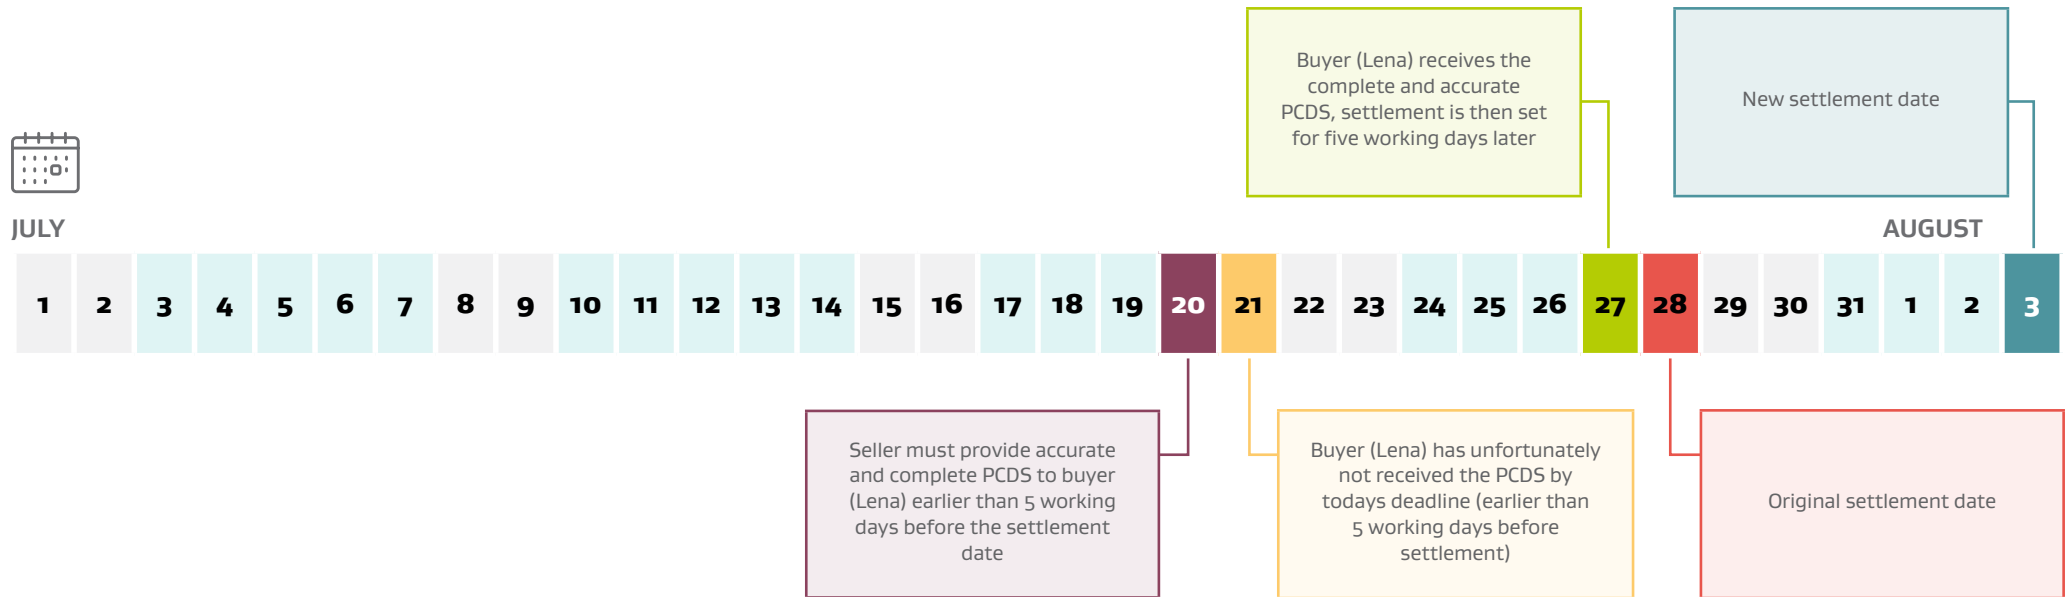 Buyer (Lena) receives the
complete and accurate
PCDS, settlement is then set
for five working days later
New settlement date
JULY
AUGUST
1 2 3 4 5 6 7 8 9 10 11 12 13 14 15 16 17 18 19 20 21 22 23 24 25 26 27 28 29 30 31 1 2 3
Seller must provide accurate
and complete PCDS to buyer
(Lena) earlier than 5 working
days before the settlement
date
Buyer (Lena) has unfortunately
not received the PCDS by
todays deadline (earlier than
5 working days before
settlement)
Original settlement date